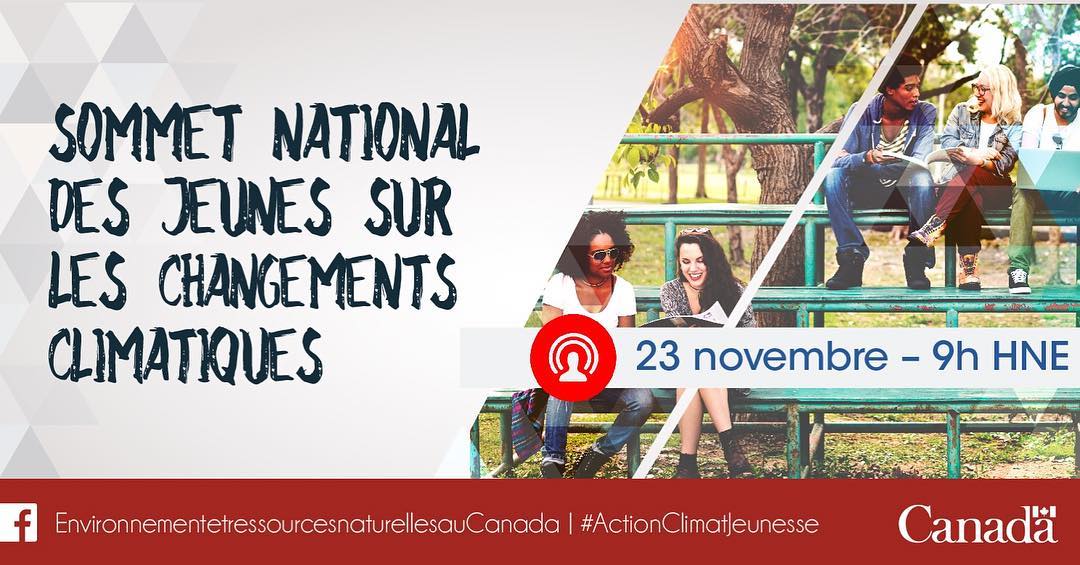 SOMMET NATIONAL
DES JEUNES SUR
LES CHANGEMENTS
CLIMATIQUES
23 novembre – 9h HNE
f EnvironnementetressourcesnaturellesauCanada | #ActionClimatJeunesse
Canada